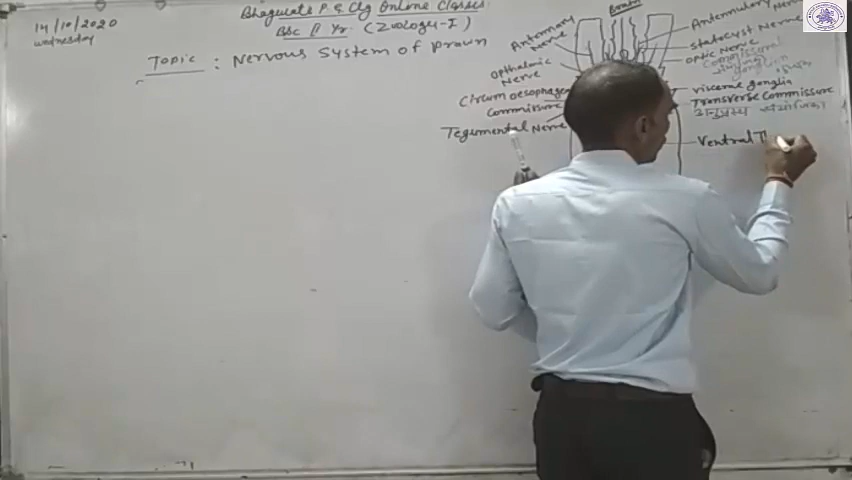 14/10/2020
Wednesday
Bhagwati P.G Clg Online Classes
BSc Yr. (Zoology-I)
Topic : Nervous System of Prawn
Brain
Antennary
Nerve
Ophthalmic
Nerve
Circum oesophageal
Commissure
Tegumental Nerve
Antennulary Nerve
Statocyst Nerve
Optic Nerve
Commissural
ganglion
visceral ganglia
Transverse Commissure
अनुप्रस्थ
Ventral T